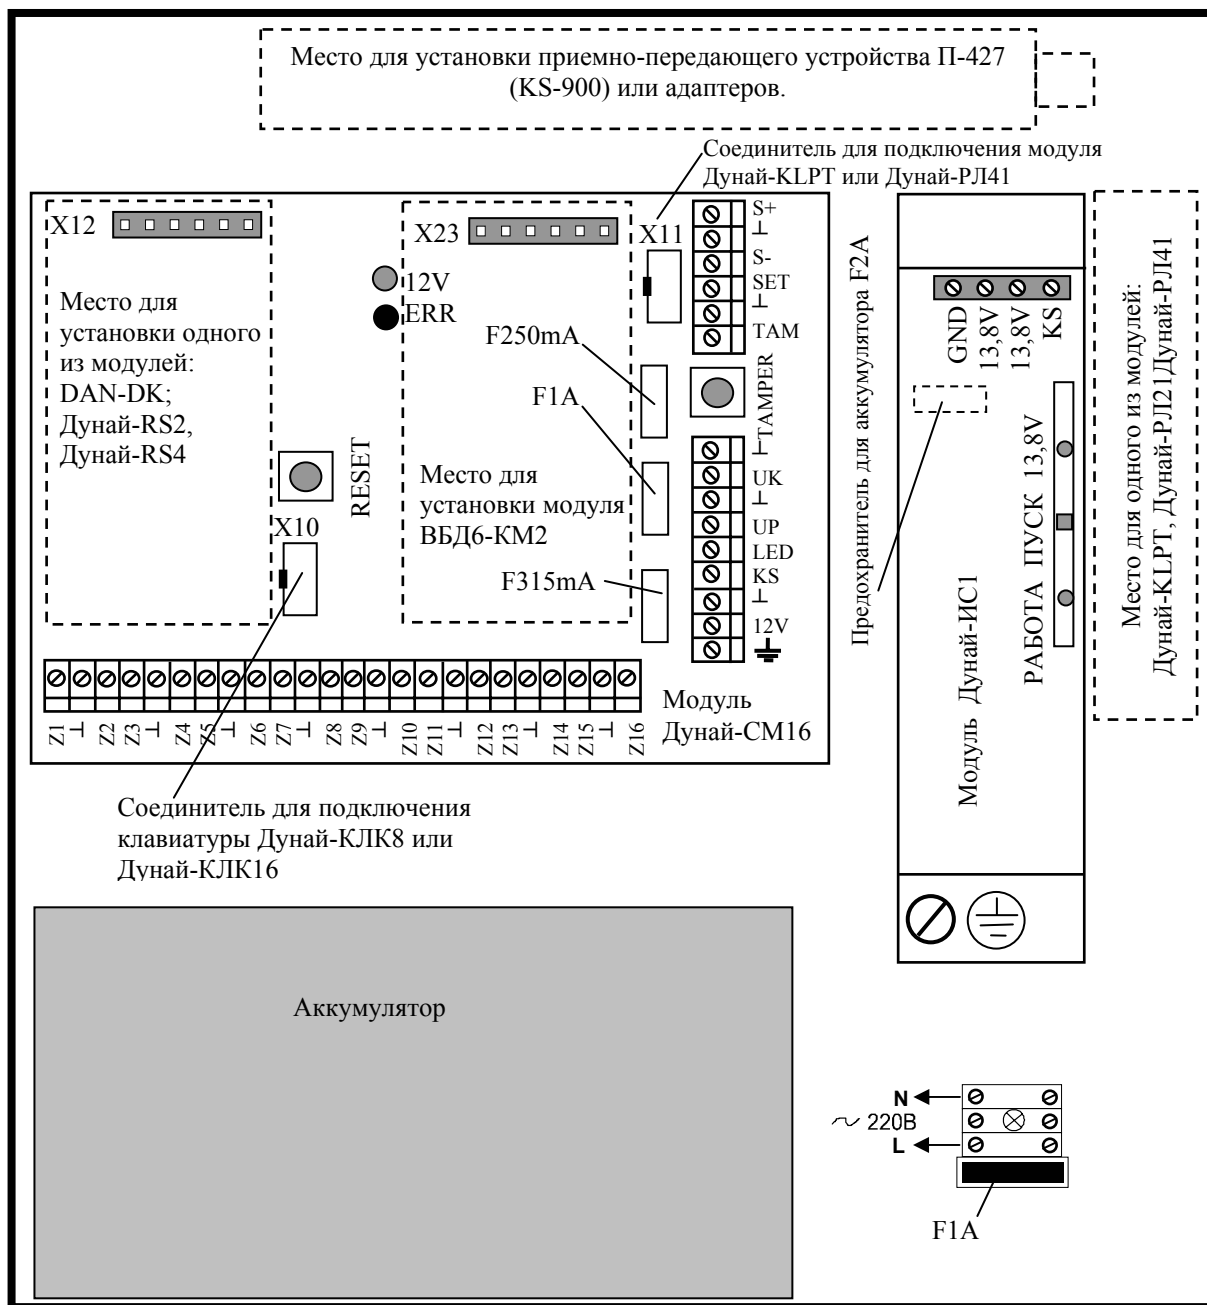 Место для установки приемно-передающего устройства П-427
(KS-900) или адаптеров.
Соединитель для подключения модуля
Дунай-KLPT или Дунай-РЛ41
X12
Место для
установки одного
из модулей:
DAN-DK;
Дунай-RS2,
Дунай-RS4
12V
ERR
RESET
X10
X23
Место для
установки модуля
ВБД6-КМ2
X11
F250mA
F1A
F315mA
S+
⊥
S-
SET
⊥
TAM
TAMPER
⊥
UK
⊥
UP
LED
KS
⊥
12V
Z1
⊥
Z2
Z3
⊥
Z4
Z5
⊥
Z6
Z7
⊥
Z8
Z9
⊥
Z10
Z11
⊥
Z12
Z13
⊥
Z14
Z15
⊥
Z16
Модуль
Дунай-СМ16
Соединитель для подключения
клавиатуры Дунай-КЛК8 или
Дунай-КЛК16
Предохранитель для аккумулятора F2A
GND
13,8V
13,8V
KS
РАБОТА ПУСК 13,8V
Модуль Дунай-ИС1
Место для одного из модулей:
Дунай-KLPT, Дунай-РЛ21Дунай-РЛ41
Аккумулятор
N
~ 220В
L
F1A